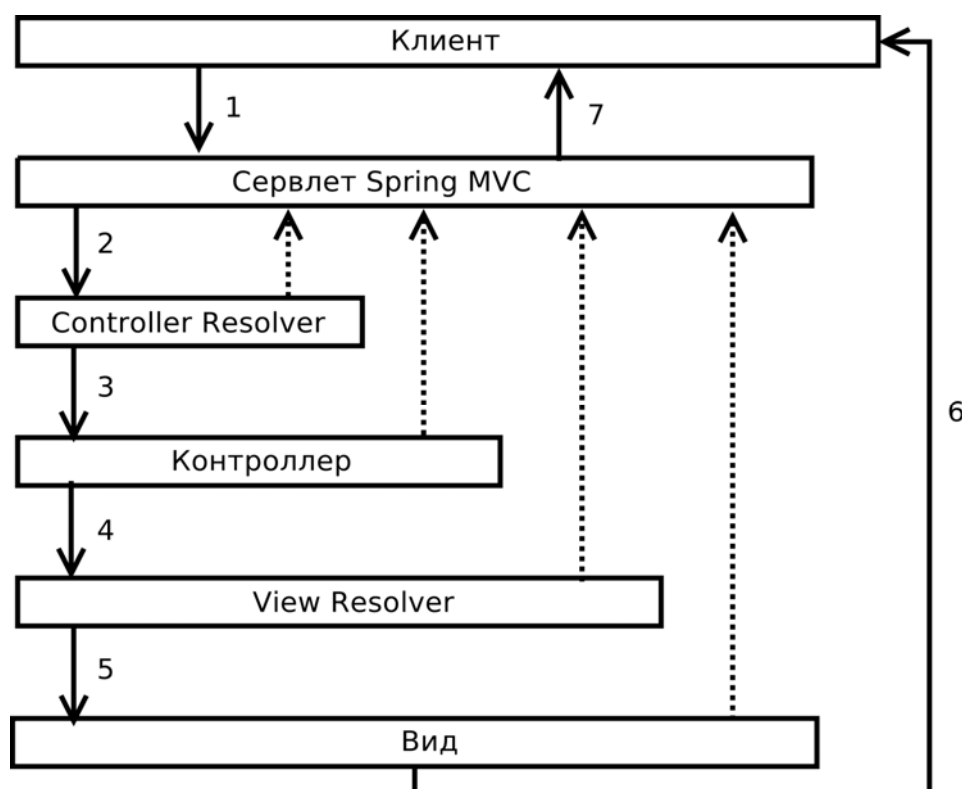 Клиент
1
7
Сервлет Spring MVC
2
Controller Resolver
3
6
Контроллер
4
View Resolver
5
Вид